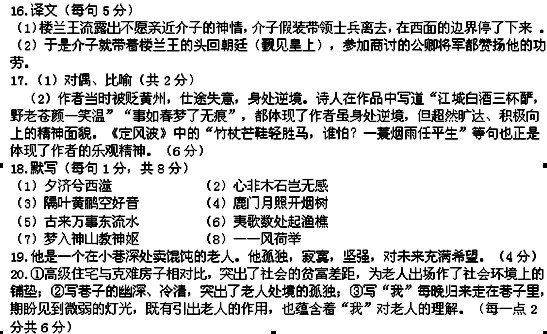 16.译文（每句5分）
（1）楼兰王流露出不愿亲近介子的神情，介子假装带领士兵离去，在西面的边界停了下来 。
（2）于是介子就带着楼兰王的头回朝廷（觐见皇上），参加商讨的公卿将军都赞扬他的功
劳。
17.（1）对偶、比喻（共2分）
（2）作者当时被贬黄州，仕途失意，身处逆境。诗人在作品中写道“江城白酒三杯酽，
野老苍颜一笑温”“事如春梦了无痕”，都体现了作者虽身处逆境，但超然旷达、积极向
上的精神面貌。《定风波》中的“竹杖芒鞋轻胜马，谁怕？一蓑烟雨任平生”等句也正是
体现了作者的乐观精神。（6分）
18.默写（每句1分，共8分）
（1）夕济兮西澨 （2）心非木石岂无感
（3）隔叶黄鹂空好音 （4）鹿门月照开烟树
（5）古来万事东流水 （6）夷歌数处起渔樵
（7）梦入神山教神妪 （8）一一风荷举
19.他是一个在小巷深处卖馄饨的老人。他孤独，寂寞，坚强，对未来充满希望。（4分）
20.①高级住宅与克难房子相对比，突出了社会的贫富差距，为老人出场作了社会环境上的
铺垫；②写巷子的幽深、冷清，突出了老人处境的孤独；③写“我”每晚归来走在巷子里，
期盼见到微弱的灯光，既有引出老人的作用，也蕴含着“我”对老人的理解。（每一点2
分共6分）